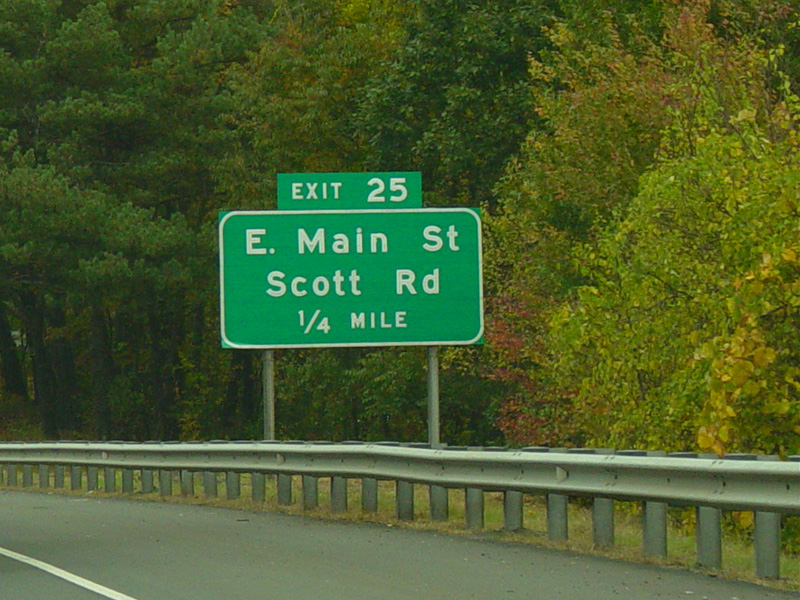 EXIT 25
E. Main St
Scott Rd
1/4 MILE